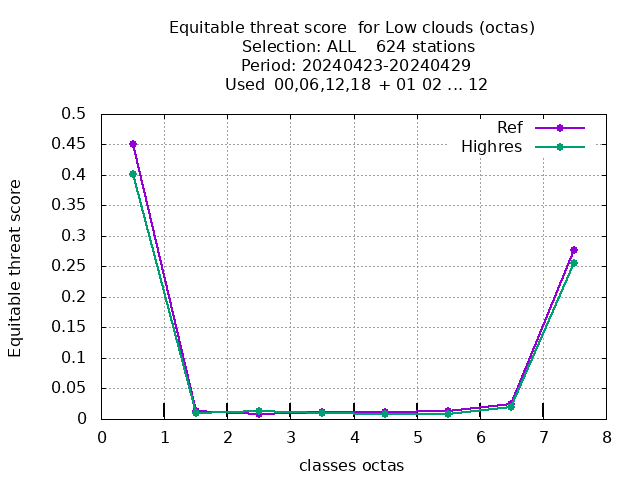 Equitable threat score  for Low clouds (octas)
Selection: ALL    624 stations
Period: 20240423-20240429
Used  00,06,12,18 + 01 02 ... 12
Ref
Highres
0.5
0.45
0.4
0.35
0.3
0.25
0.2
0.15
0.1
0.05
0
Equitable threat score
0 1 2 3 4 5 6 7 8
classes octas